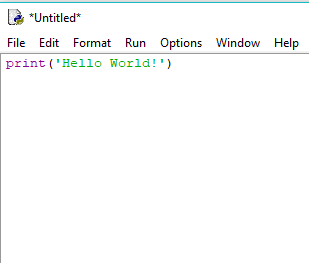 *Untitled*
File Edit Format Run Options Window Help
print('Hello World!')